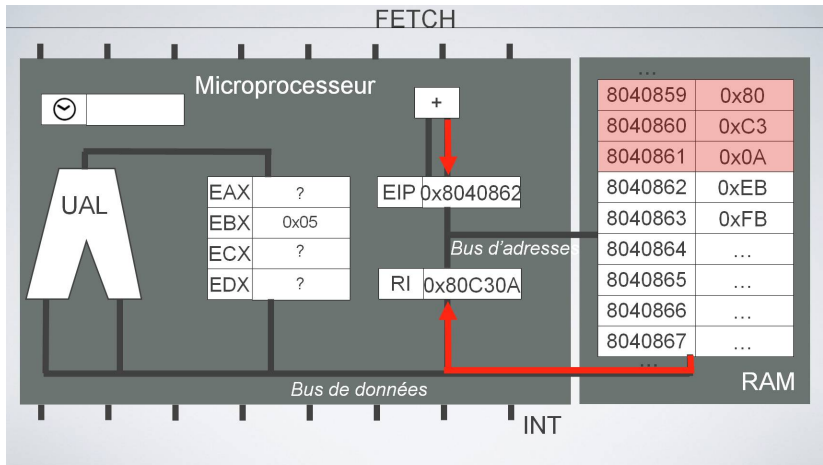 FETCH
Microprocesseur
+
UAL
EAX ?
EBX 0x05
ECX ?
EDX ?
EIP 0x8040862
Bus d'adresses
RI 0x80C30A
Bus de données
INT
...
8040859 0x80
8040860 0xC3
8040861 0x0A
8040862 0xEB
8040863 0xFB
8040864 ...
8040865 ...
8040866 ...
8040867 ...
...
RAM